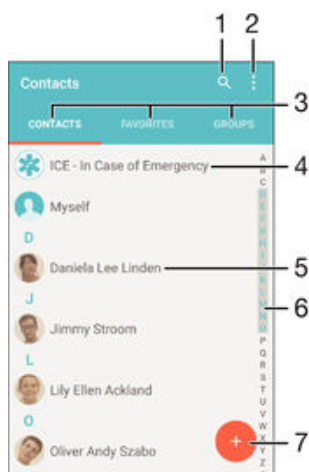 1 2
Contacts
3
CONTACTS FAVORITES GROUPS
ICE - In Case of Emergency 4
Myself
D
Daniela Lee Linden 5
J
Jimmy Stroom
L
Lily Ellen Ackland
O
Oliver Andy Szabo
A
B
C
D
E
F
G
H
I
J
K
L
M
N
O
6
P
Q
R
S
T
U
V
W
X
Y
Z
7